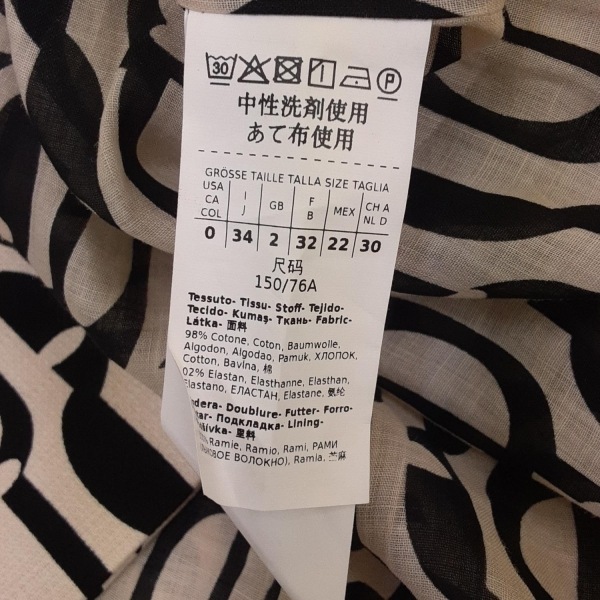 30 P
中性洗剤使用
あて布使用
GRÖSSE TAILLE TALLA SIZE TAGLIA
USA CA COL I J GB F B MEX CH A NL D
0 34 2 32 22 30
尺码
150/76A
Tessuto- Tissu- Stoff- Tejido-
Tecido- Kumaş- Ткань- Fabric-
Látka- 面料
98% Cotone, Coton, Baumwolle,
Algodon, Algodao, Pamuk, ХЛОПОК,
Cotton, Bavlna, 棉
02% Elastan, Elasthanne, Elasthan,
Elastano, ЕЛАСТАН, Elastane, 氨纶
Doublure- Futter- Forro-
Подкладка- Lining-
里料
Ramie, Ramio, Rami, РАМИ
ВОЛОКНО), Ramia, 苎麻